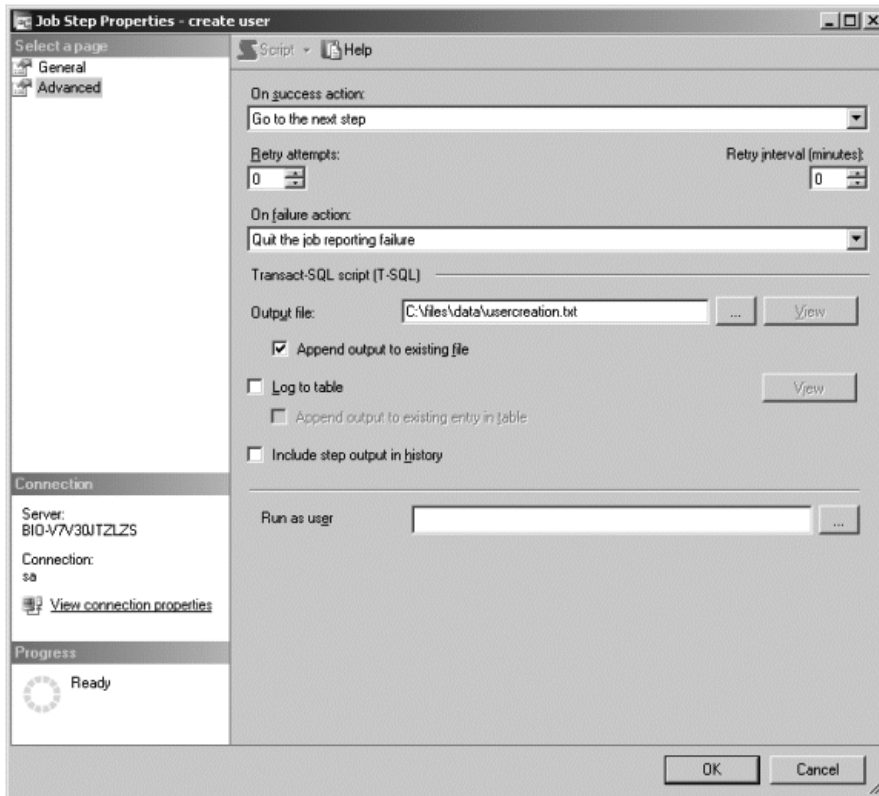 Job Step Properties - create user
Select a page
General
Advanced
Script
Help
On success action:
Go to the next step
Retry attempts:
Retry interval (minutes):
0
0
On failure action:
Quit the job reporting failure
Transact-SQL script (T-SQL)
Output file:
C:\files\data\usercreation.txt
...
View
Append output to existing file
Log to table
View
Append output to existing entry in table
Include step output in history
Run as user
...
Connection
Server:
BIO-V7V30JTZLZS
Connection:
sa
View connection properties
Progress
Ready
OK
Cancel